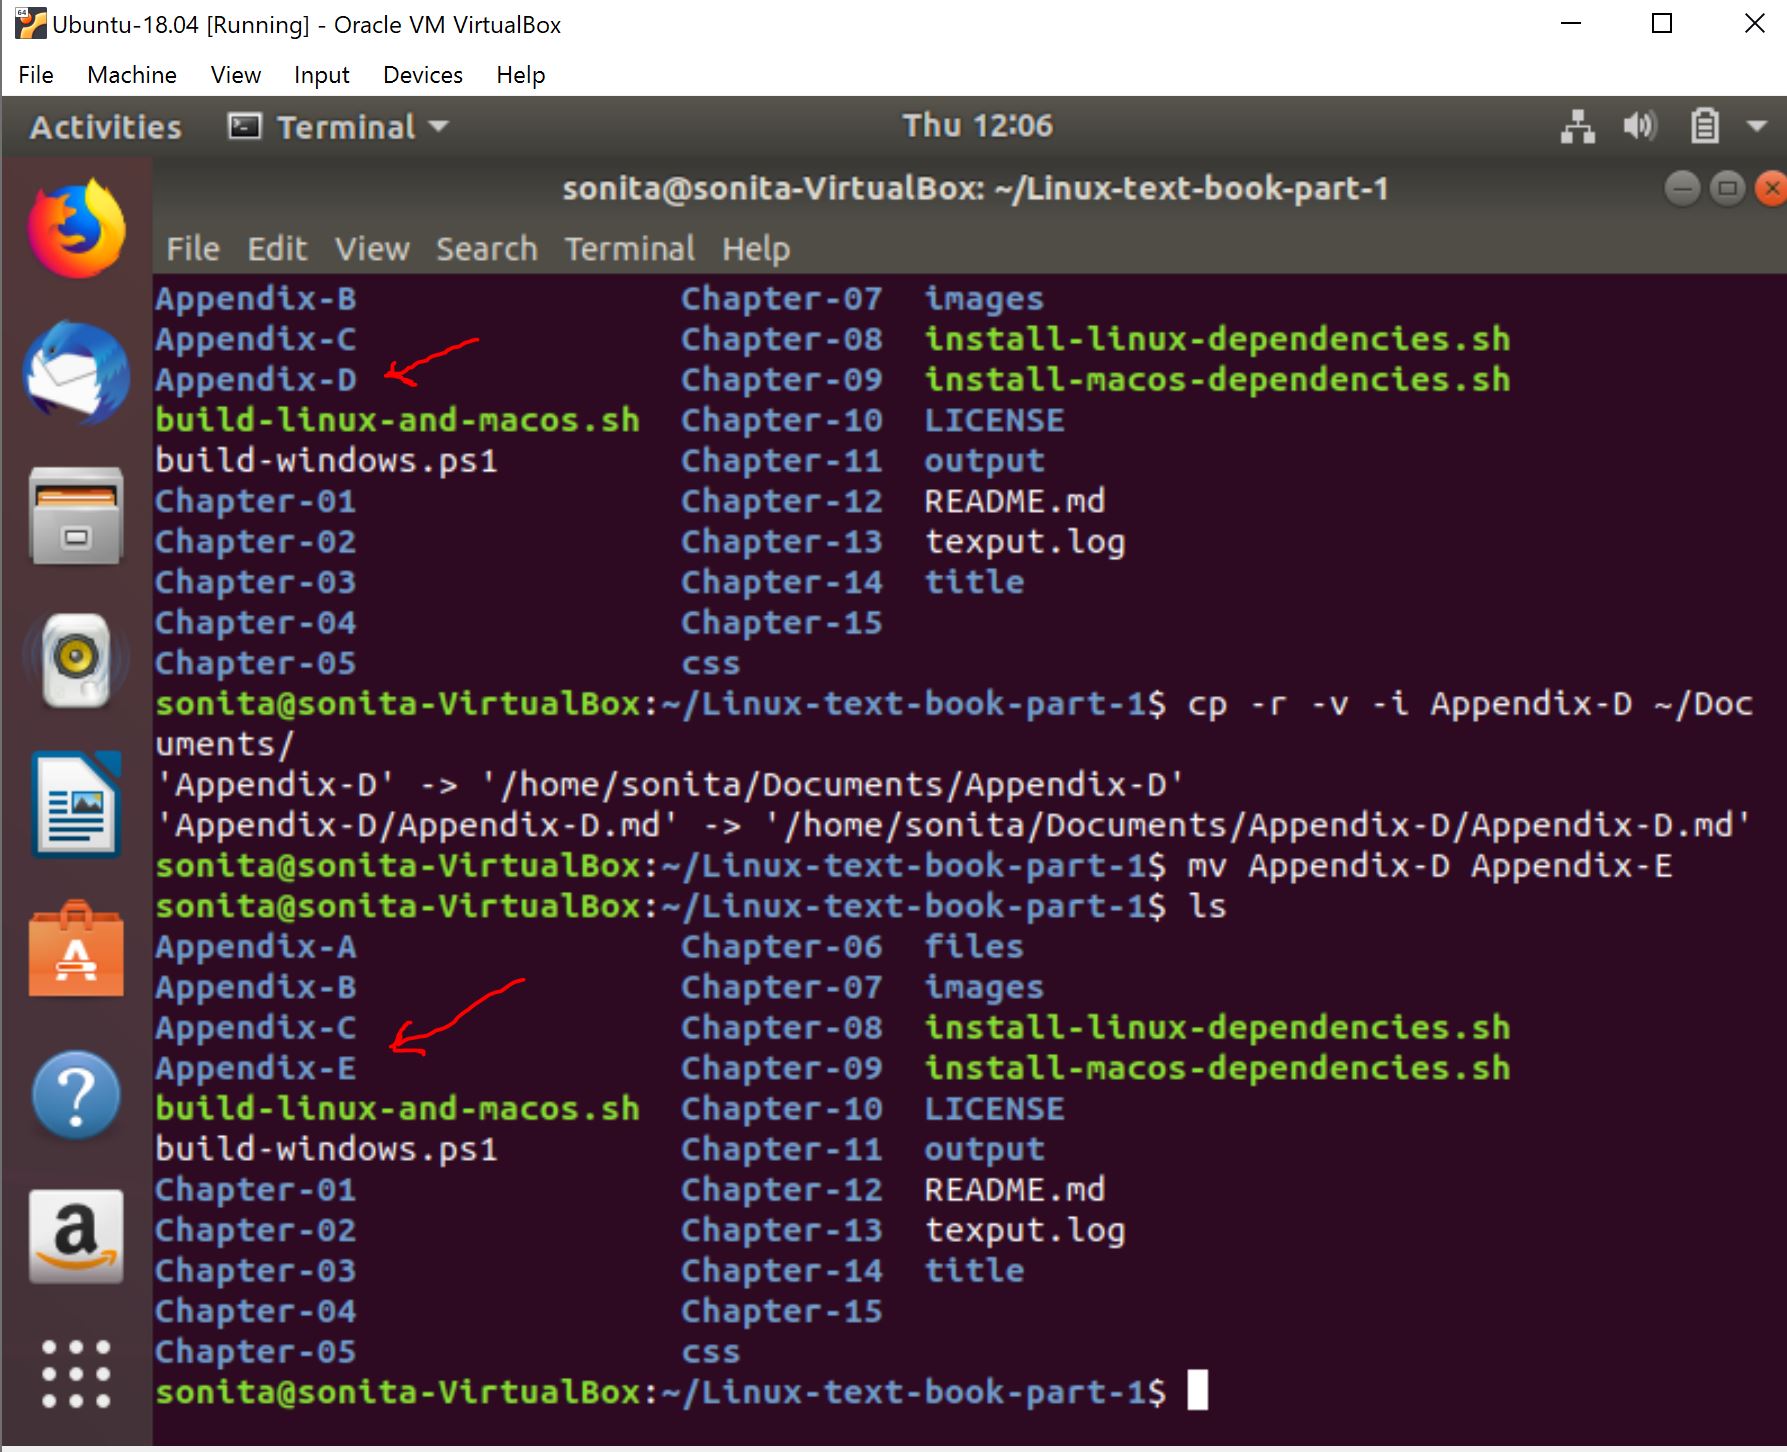 Ubuntu-18.04 [Running] - Oracle VM VirtualBox
File Machine View Input Devices Help
Activities Terminal Thu 12:06
sonita@sonita-VirtualBox: ~/Linux-text-book-part-1
File Edit View Search Terminal Help
Appendix-B Chapter-07 images
Appendix-C Chapter-08 install-linux-dependencies.sh
Appendix-D Chapter-09 install-macos-dependencies.sh
build-linux-and-macos.sh Chapter-10 LICENSE
build-windows.ps1 Chapter-11 output
Chapter-01 Chapter-12 README.md
Chapter-02 Chapter-13 texput.log
Chapter-03 Chapter-14 title
Chapter-04 Chapter-15
Chapter-05 css
sonita@sonita-VirtualBox:~/Linux-text-book-part-1$ cp -r -v -i Appendix-D ~/Doc
uments/
'Appendix-D' -> '/home/sonita/Documents/Appendix-D'
'Appendix-D/Appendix-D.md' -> '/home/sonita/Documents/Appendix-D/Appendix-D.md'
sonita@sonita-VirtualBox:~/Linux-text-book-part-1$ mv Appendix-D Appendix-E
sonita@sonita-VirtualBox:~/Linux-text-book-part-1$ ls
Appendix-A Chapter-06 files
Appendix-B Chapter-07 images
Appendix-C Chapter-08 install-linux-dependencies.sh
Appendix-E Chapter-09 install-macos-dependencies.sh
build-linux-and-macos.sh Chapter-10 LICENSE
build-windows.ps1 Chapter-11 output
Chapter-01 Chapter-12 README.md
Chapter-02 Chapter-13 texput.log
Chapter-03 Chapter-14 title
Chapter-04 Chapter-15
Chapter-05 css
sonita@sonita-VirtualBox:~/Linux-text-book-part-1$